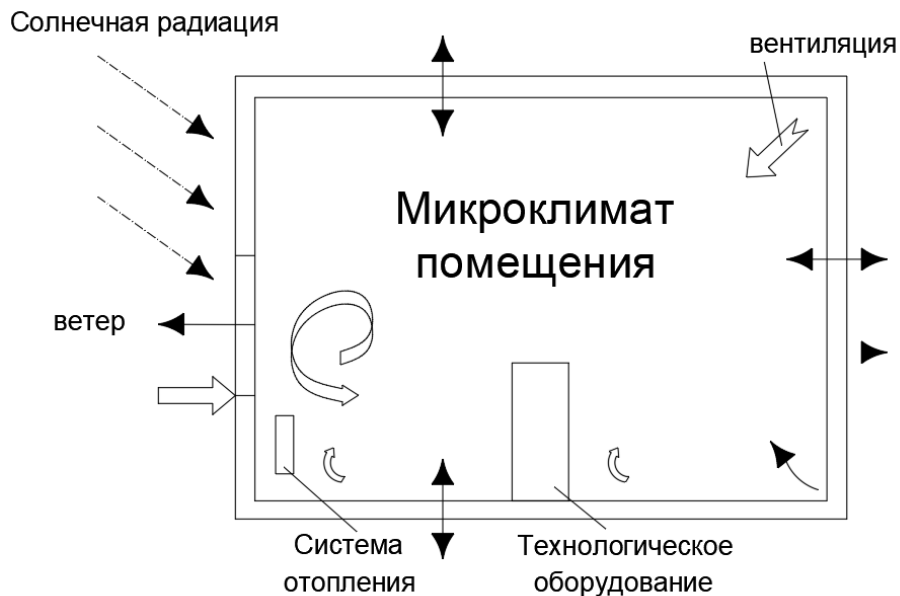 Солнечная радиация
вентиляция
Микроклимат
помещения
ветер
Система
отопления
Технологическое
оборудование